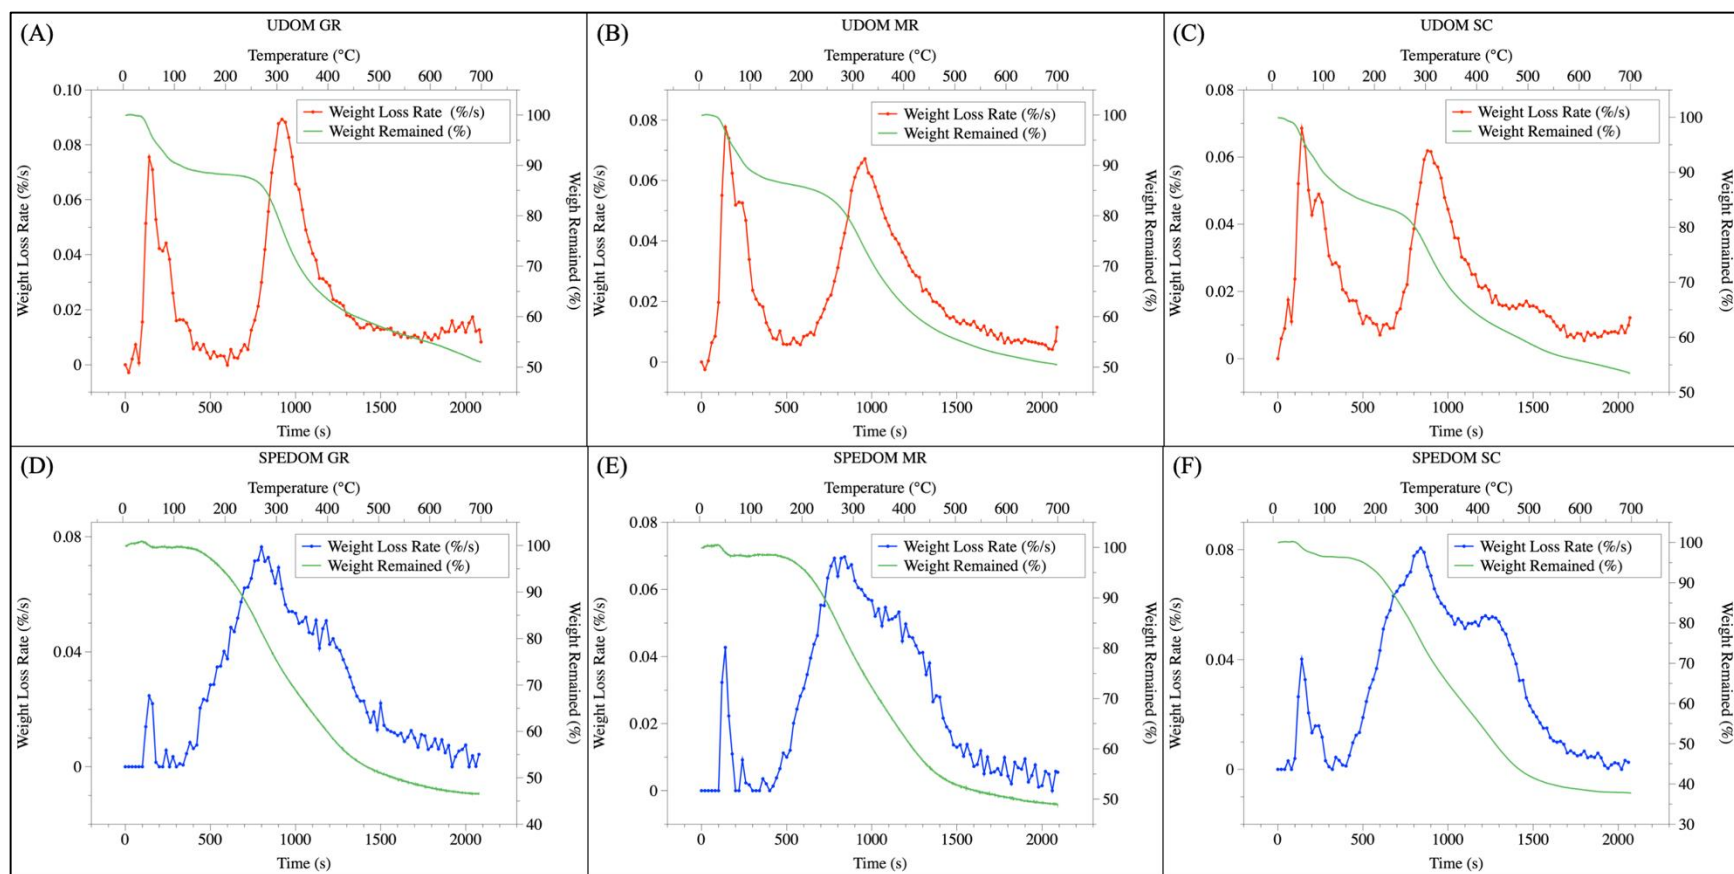 (A)
UDOM GR
Temperature (°C)
0 100 200 300 400 500 600 700
Weight Loss Rate (%/s)
Weight Remained (%)
0.10
0.08
0.06
0.04
0.02
0
Weight Loss Rate (%/s)
100
90
80
70
60
50
Weigh Remained (%)
0 500 1000 1500 2000
Time (s)
(B)
UDOM MR
Temperature (°C)
0 100 200 300 400 500 600 700
Weight Loss Rate (%/s)
Weight Remained (%)
0.08
0.06
0.04
0.02
0
Weight Loss Rate (%/s)
100
90
80
70
60
50
Weight Remained (%)
0 500 1000 1500 2000
Time (s)
(C)
UDOM SC
Temperature (°C)
0 100 200 300 400 500 600 700
Weight Loss Rate (%/s)
Weight Remained (%)
0.08
0.06
0.04
0.02
0
Weight Loss Rate (%/s)
100
90
80
70
60
50
Weight Remained (%)
0 500 1000 1500 2000
Time (s)
(D)
SPEDOM GR
Temperature (°C)
0 100 200 300 400 500 600 700
Weight Loss Rate (%/s)
Weight Remained (%)
0.08
0.04
0
Weight Loss Rate (%/s)
100
90
80
70
60
50
40
Weight Remained (%)
0 500 1000 1500 2000
Time (s)
(E)
SPEDOM MR
Temperature (°C)
0 100 200 300 400 500 600 700
Weight Loss Rate (%/s)
Weight Remained (%)
0.08
0.06
0.04
0.02
0
Weight Loss Rate (%/s)
100
90
80
70
60
50
Weight Remained (%)
0 500 1000 1500 2000
Time (s)
(F)
SPEDOM SC
Temperature (°C)
0 100 200 300 400 500 600 700
Weight Loss Rate (%/s)
Weight Remained (%)
0.08
0.04
0
Weight Loss Rate (%/s)
100
90
80
70
60
50
40
30
Weight Remained (%)
0 500 1000 1500 2000
Time (s)